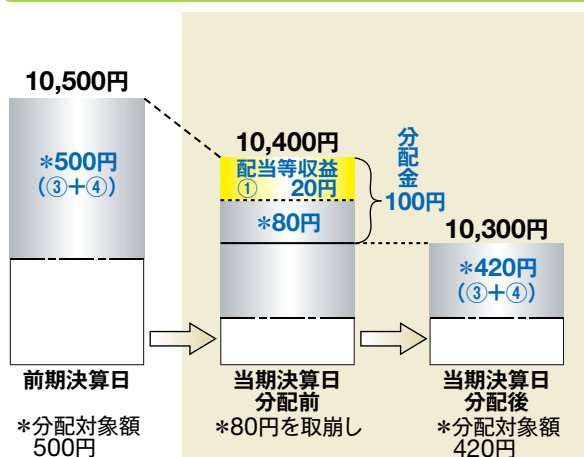 10,500円
*500円
(③+④)
前期決算日
*分配対象額
500円
10,400円
配当等収益
① 20円
*80円
分配金
100円
当期決算日
分配前
*80円を取崩し
10,300円
*420円
(③+④)
当期決算日
分配後
*分配対象額
420円